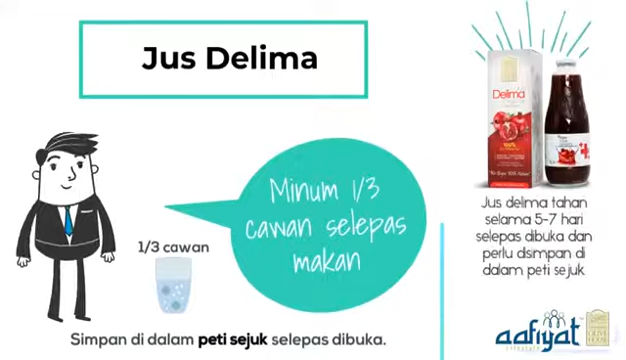 Jus Delima
Minum 1/3
cawan selepas
makan
1/3 cawan
Simpan di dalam peti sejuk selepas dibuka.
Delima
100%
Jus delima tahan
selama 5-7 hari
selepas dibuka dan
perlu disimpan di
dalam peti sejuk
aafiyat